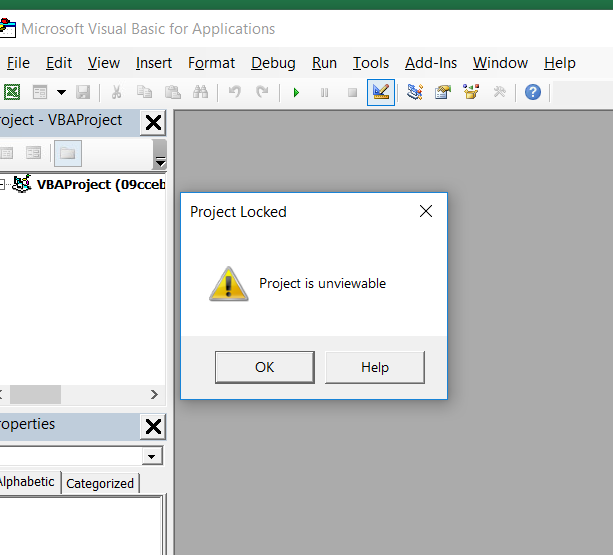 Microsoft Visual Basic for Applications
File Edit View Insert Format Debug Run Tools Add-Ins Window Help
roject - VBAProject
VBAProject (09cceb
Project Locked
Project is unviewable
OK Help
roperties
Alphabetic Categorized